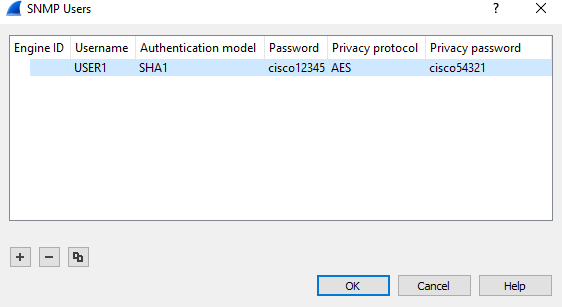 SNMP Users
?
Engine ID Username Authentication model Password Privacy protocol Privacy password
USER1 SHA1 cisco12345 AES cisco54321
OK Cancel Help